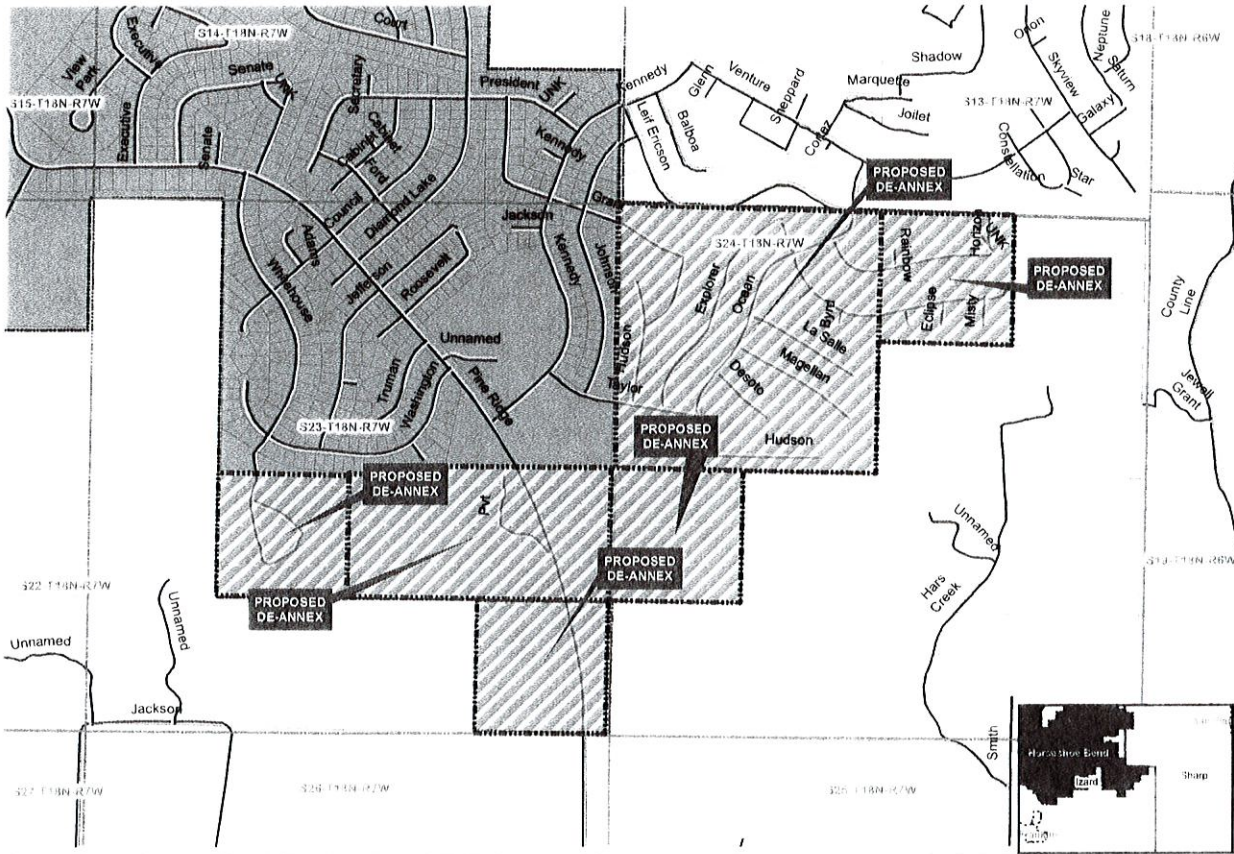 S14-T18N-R7W
Executive
Court
View
Park
Senate
UNK
Secretary
President
UNK
Kennedy
Glenn
Venture
Sheppard
Shadow
Marquette
Joilet
Orion
Skyview
Neptune
Saturn
S18-T18N-R6W
S13-T18N-R7W
Galaxy
S15-T18N-R7W
Executive
Senate
Cabinet
Cabinet
Ford
Kennedy
Leif Ericson
Balboa
Cortez
Constellation
Star
PROPOSED
DE-ANNEX
Diamond Lake
Council
Adams
Whitehouse
Jefferson
Roosevelt
Jackson
Kennedy
Johnson
Grant
S24-T18N-R7W
Explorer
Ocean
Rainbow
Horizon
UNK
PROPOSED
DE-ANNEX
Eclipse
Misty
County
Line
Hudson
Byrd
La Salle
Magellan
Desoto
Unnamed
Truman
Washington
Pine Ridge
Taylor
Jewell
Grant
S23-T18N-R7W
PROPOSED
DE-ANNEX
Hudson
PROPOSED
DE-ANNEX
Pvt
PROPOSED
DE-ANNEX
PROPOSED
DE-ANNEX
Unnamed
Hars
Creek
S19-T18N-R6W
S22-T18N-R7W
Unnamed
Unnamed
Jackson
Smith
S27-T18N-R7W
S26-T18N-R7W
S25-T18N-R7W
Horseshoe Bend
Izard
Sharp